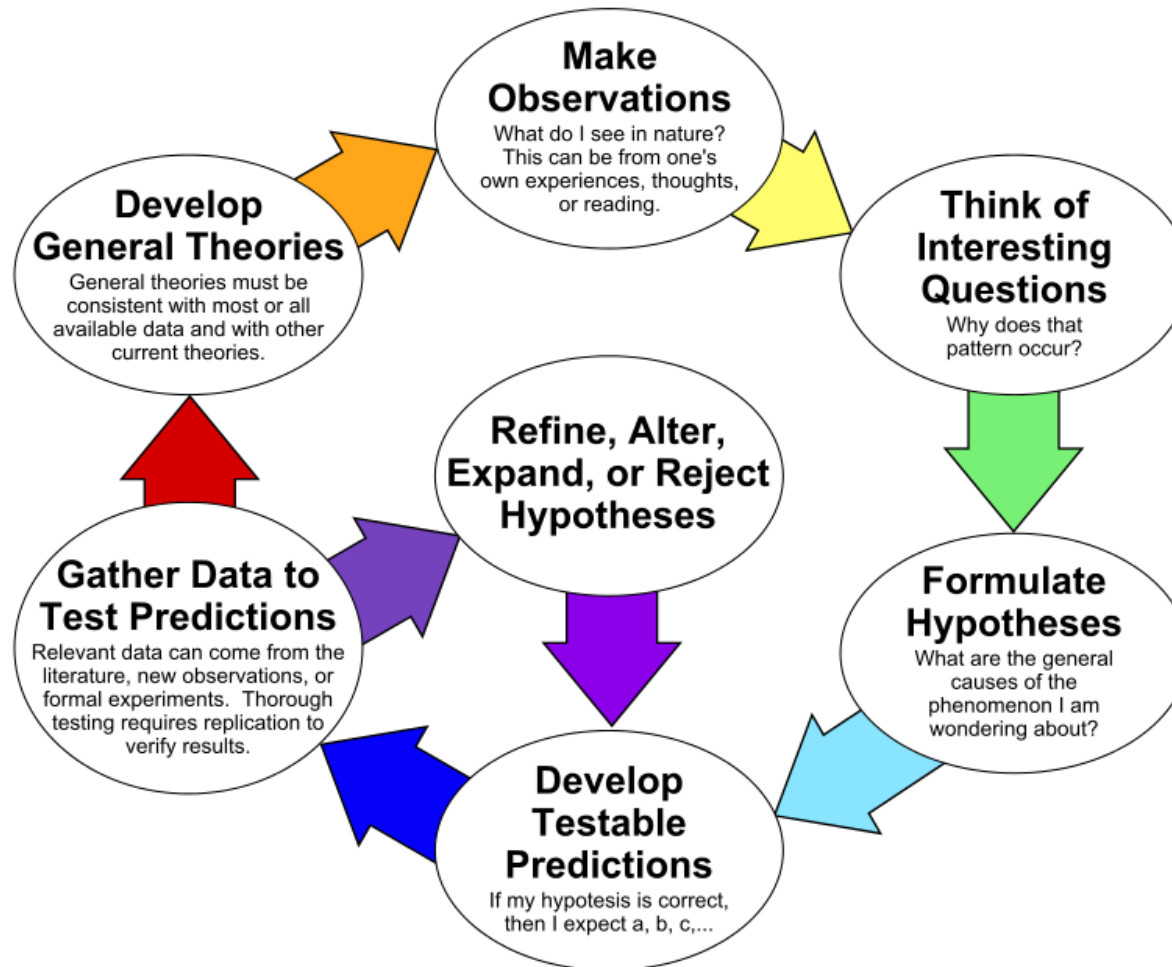 Make
Observations
What do I see in nature?
This can be from one's
own experiences, thoughts,
or reading.
Think of
Interesting
Questions
Why does that
pattern occur?
Formulate
Hypotheses
What are the general
causes of the
phenomenon I am
wondering about?
Develop
Testable
Predictions
If my hypotesis is correct,
then I expect a, b, c,...
Gather Data to
Test Predictions
Relevant data can come from the
literature, new observations, or
formal experiments.  Thorough
testing requires replication to
verify results.
Refine, Alter,
Expand, or Reject
Hypotheses
Develop
General Theories
General theories must be
consistent with most or all
available data and with other
current theories.